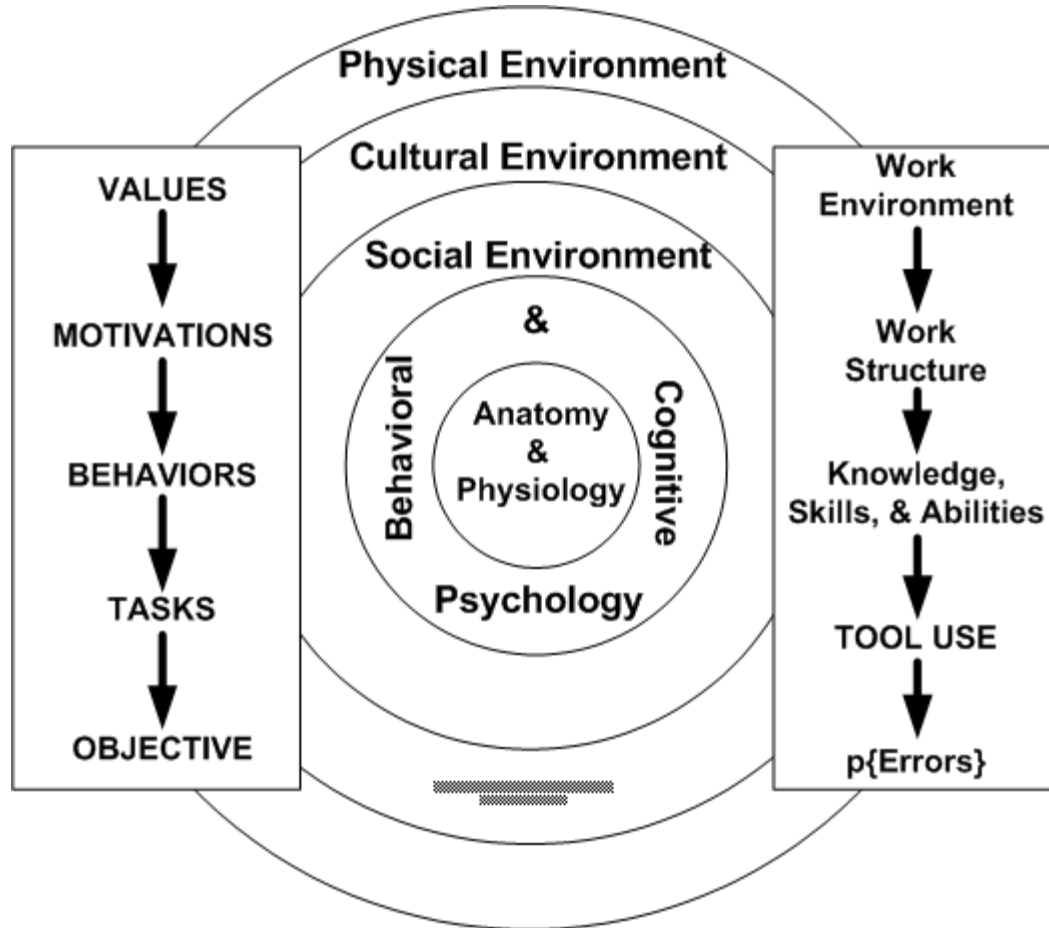 Physical Environment
Cultural Environment
Social Environment
&
Behavioral
Cognitive
Psychology
Anatomy
&
Physiology
VALUES
MOTIVATIONS
BEHAVIORS
TASKS
OBJECTIVE
Work
Environment
Work
Structure
Knowledge,
Skills, & Abilities
TOOL USE
p{Errors}